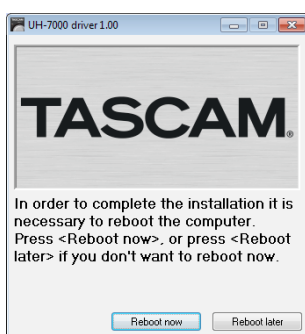 UH-7000 driver 1.00
TASCAM®
In order to complete the installation it is
necessary to reboot the computer.
Press <Reboot now>, or press <Reboot
later> if you don't want to reboot now.
Reboot now Reboot later